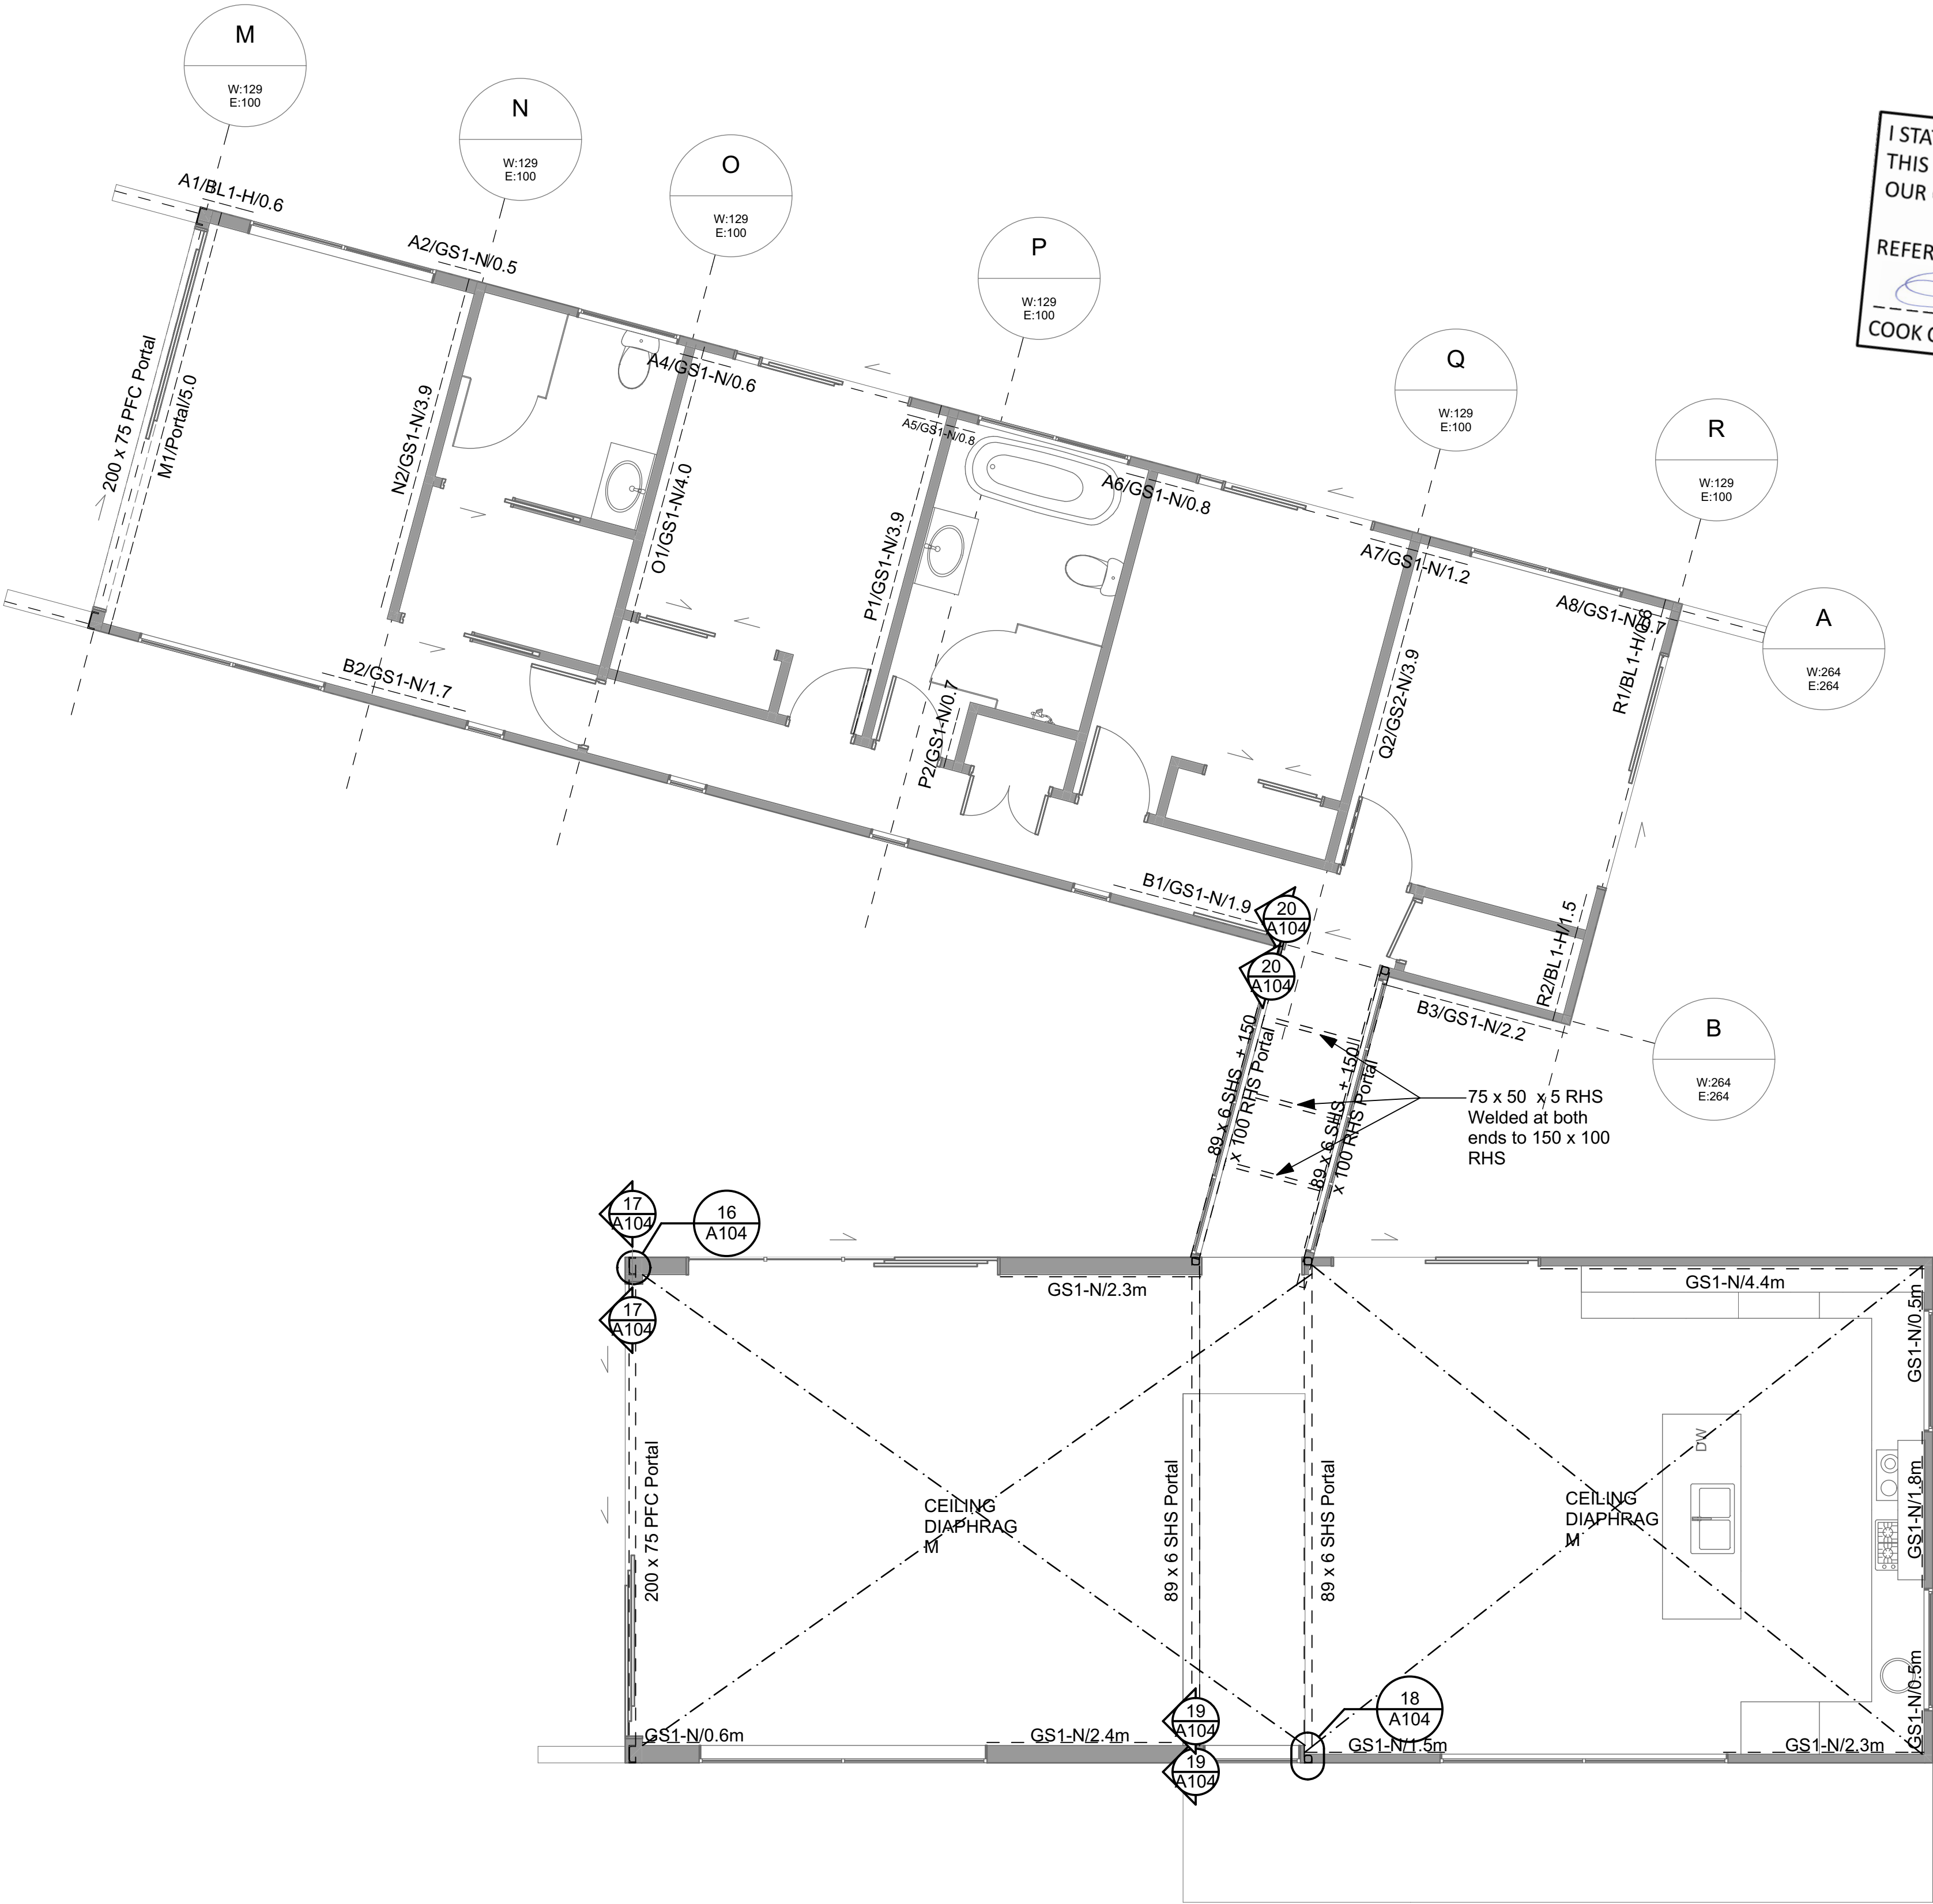 M
W:129
E:100
N
W:129
E:100
O
W:129
E:100
P
W:129
E:100
Q
W:129
E:100
R
W:129
E:100
A
W:264
E:264
B
W:264
E:264
I STA
THIS
OUR
REFER
COOK
A1/BL1-H/0.6
A2/GS1-N/0.5
A4/GS1-N/0.6
A5/GS1-N/0.8
A6/GS1-N/0.8
A7/GS1-N/1.2
A8/GS1-N/0.7
200 x 75 PFC Portal
M1/Portal/5.0
N2/GS1-N/3.9
O1/GS1-N/4.0
P1/GS1-N/3.9
P2/GS1-N/0.7
Q2/GS2-N/3.9
R1/BL1-H/0.6
R2/BL1-H/1.5
B2/GS1-N/1.7
B1/GS1-N/1.9
B3/GS1-N/2.2
20
A104
20
A104
89 x 6 SHS + 150
x 100 RHS Portal
89 x 6 SHS + 150
x 100 RHS Portal
75 x 50 x 5 RHS
Welded at both
ends to 150 x 100
RHS
17
A104
16
A104
17
A104
GS1-N/2.3m
GS1-N/4.4m
GS1-N/0.5m
200 x 75 PFC Portal
CEILING
DIAPHRAG
M
89 x 6 SHS Portal
89 x 6 SHS Portal
CEILING
DIAPHRAG
M
DW
GS1-N/1.8m
GS1-N/0.5m
GS1-N/0.6m
GS1-N/2.4m
19
A104
19
A104
18
A104
GS1-N/1.5m
GS1-N/2.3m